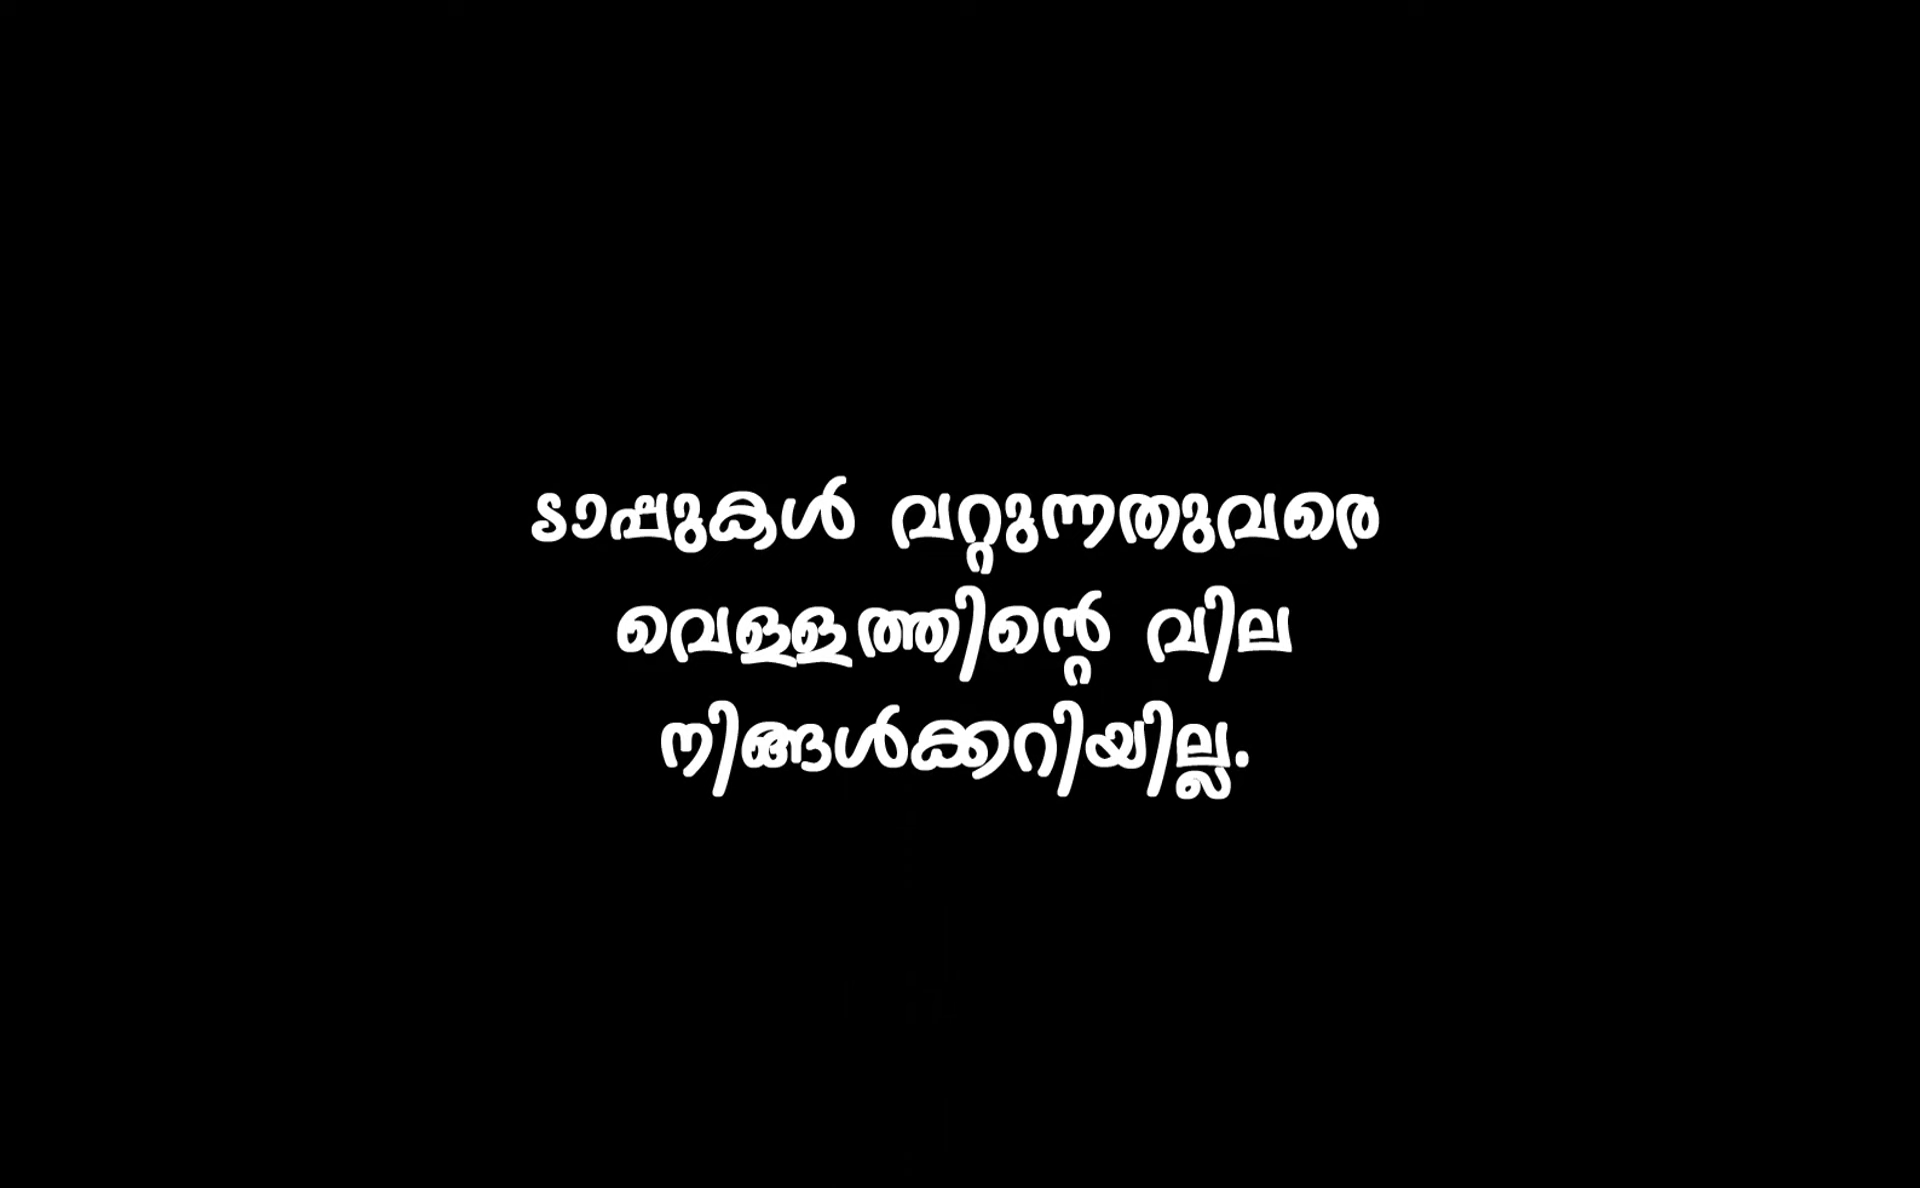 ടാപ്പുകൾ വറ്റുന്നതുവരെ
വെള്ളത്തിന്റെ വില
നിങ്ങൾക്കറിയില്ല.